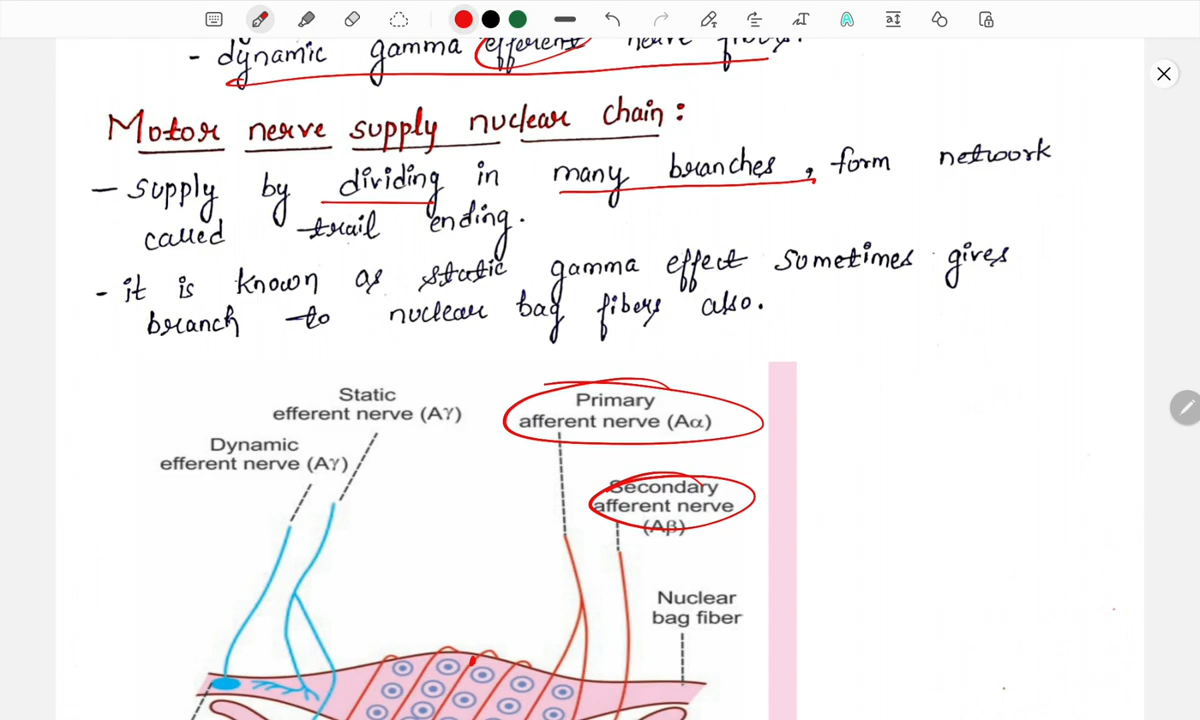 - dynamic gamma efferent nerve fibers.
Motor nerve supply nuclear chain:
- supply by dividing in many branches, form network
called trail ending.
- it is known as static gamma effect sometimes gives
branch to nuclear bag fibers also.
Static
efferent nerve (Aγ)
Dynamic
efferent nerve (Aγ)
Primary
afferent nerve (Aα)
Secondary
afferent nerve
(Aβ)
Nuclear
bag fiber